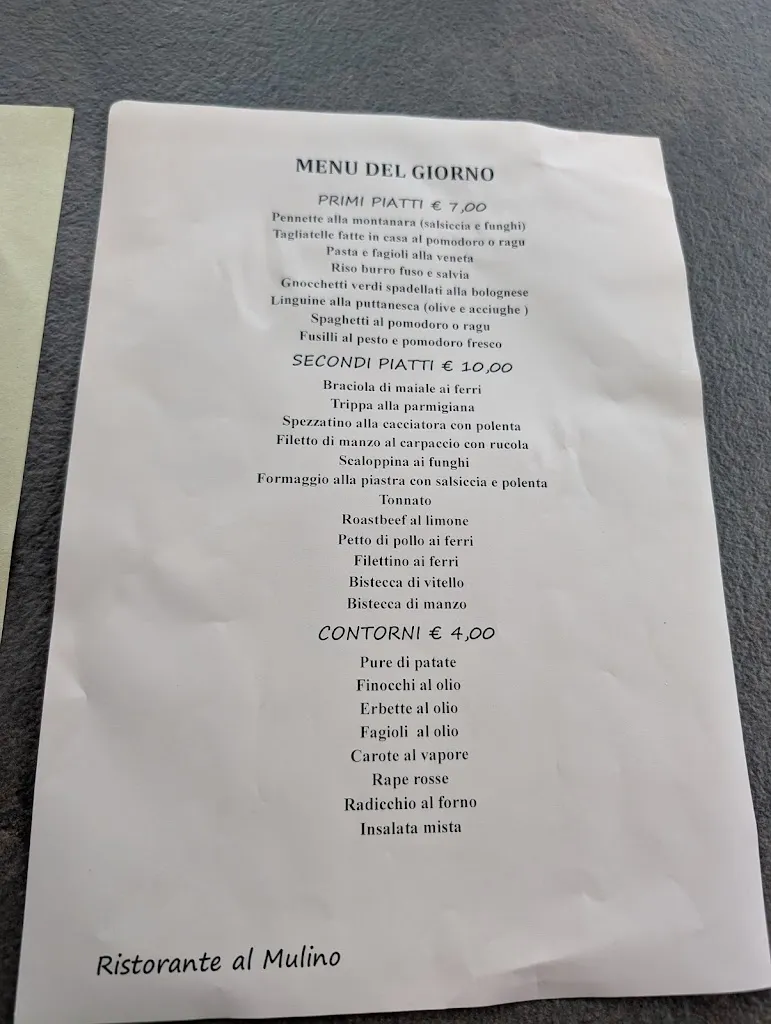 MENU DEL GIORNO
PRIMI PIATTI € 7,00
Pennette alla montanara (salsiccia e funghi)
Tagliatelle fatte in casa al pomodoro o ragu
Pasta e fagioli alla veneta
Riso burro fuso e salvia
Gnocchetti verdi spadellati alla bolognese
Linguine alla puttanesca (olive e acciughe )
Spaghetti al pomodoro o ragu
Fusilli al pesto e pomodoro fresco
SECONDI PIATTI € 10,00
Braciola di maiale ai ferri
Trippa alla parmigiana
Spezzatino alla cacciatora con polenta
Filetto di manzo al carpaccio con rucola
Scaloppina ai funghi
Formaggio alla piastra con salsiccia e polenta
Tonnato
Roastbeef al limone
Petto di pollo ai ferri
Filettino ai ferri
Bistecca di vitello
Bistecca di manzo
CONTORNI € 4,00
Pure di patate
Finocchi al olio
Erbette al olio
Fagioli  al olio
Carote al vapore
Rape rosse
Radicchio al forno
Insalata mista
Ristorante al Mulino